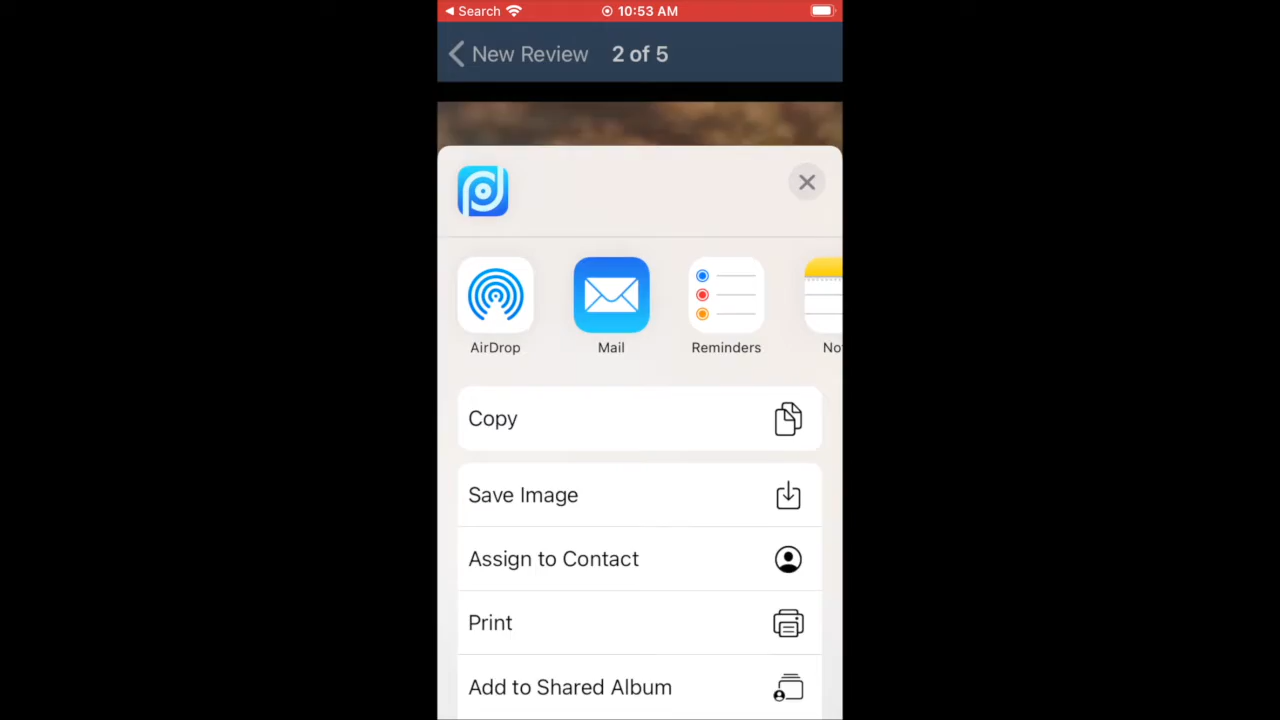 Search
10:53 AM
New Review
2 of 5
AirDrop
Mail
Reminders
No
Copy
Save Image
Assign to Contact
Print
Add to Shared Album